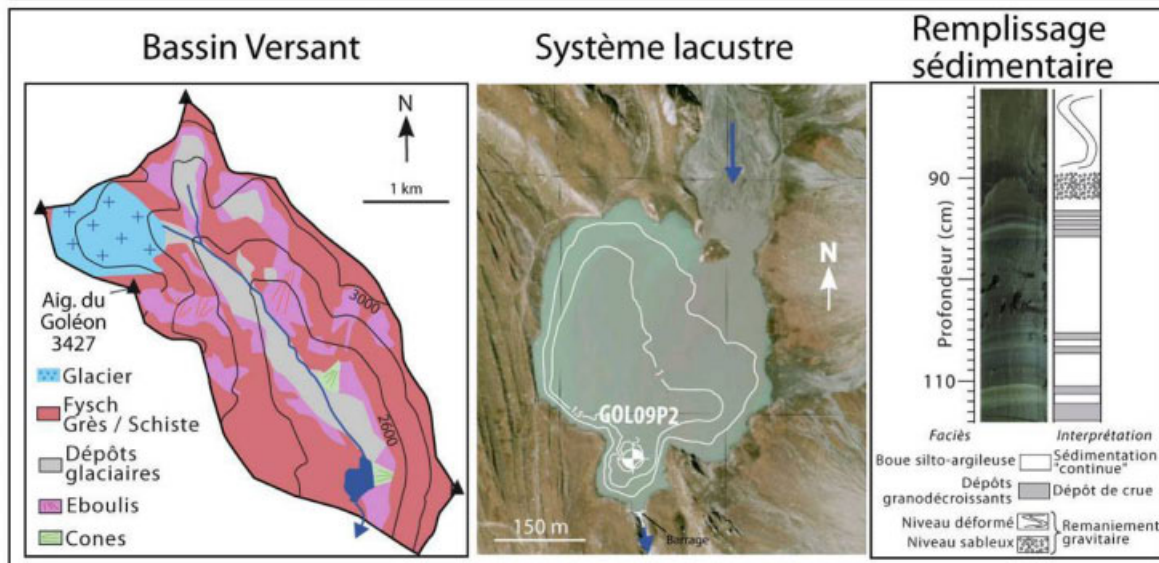 Bassin Versant
N
1 km
Aig. du
Goléon
3427
3000
2600
Glacier
Fysch
Grès / Schiste
Dépôts
glaciaires
Eboulis
Cones
Système lacustre
N
GOL09P2
150 m
Barrage
Remplissage
sédimentaire
Profondeur (cm)
90
110
Faciès
Interprétation
Boue silto-argileuse
Sédimentation
"continue"
Dépôts
granodécroissants
Dépôt de crue
Niveau déformé
Niveau sableux
Remaniement
gravitaire